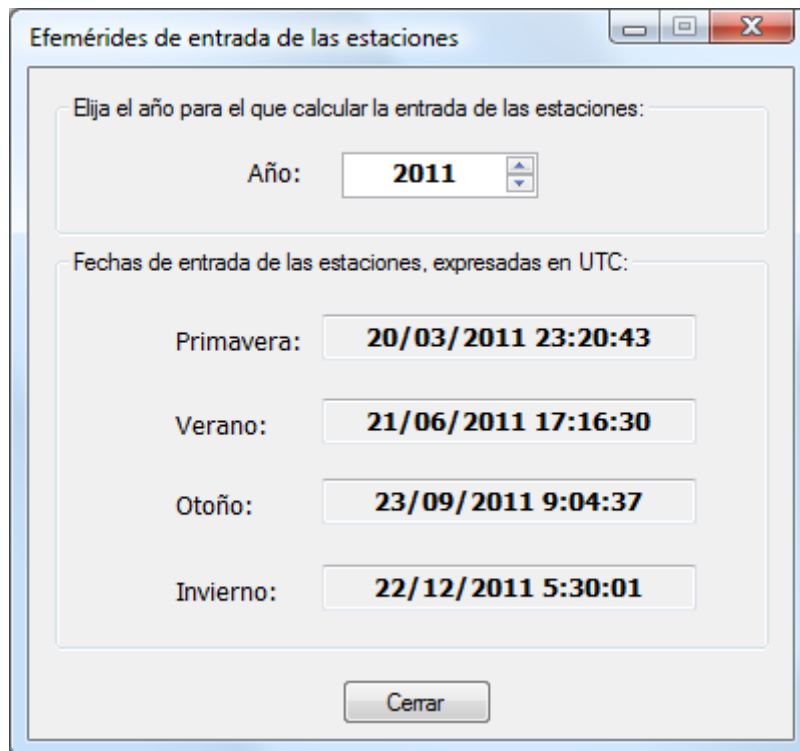 Efemérides de entrada de las estaciones
Elija el año para el que calcular la entrada de las estaciones:
Año: 2011
Fechas de entrada de las estaciones, expresadas en UTC:
Primavera: 20/03/2011 23:20:43
Verano: 21/06/2011 17:16:30
Otoño: 23/09/2011 9:04:37
Invierno: 22/12/2011 5:30:01
Cerrar